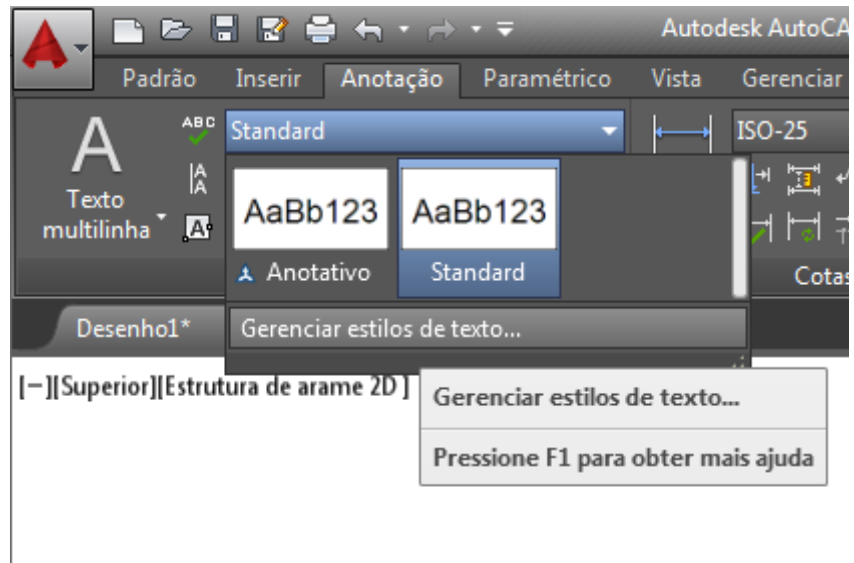 Autodesk AutoCA
Padrão Inserir Anotação Paramétrico Vista Gerenciar
A ABC Standard ISO-25
A
A
Texto
multilinha A AaBb123 AaBb123
Anotativo Standard Cotas
Desenho1* Gerenciar estilos de texto...
[−][Superior][Estrutura de arame 2D ]
Gerenciar estilos de texto...
Pressione F1 para obter mais ajuda